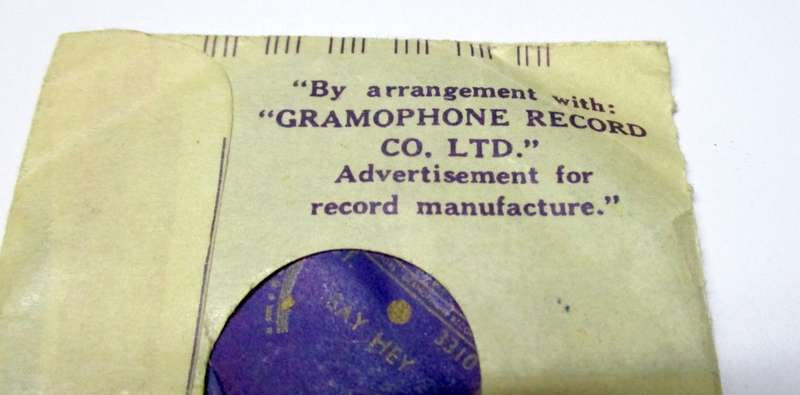 "By arrangement with:
"GRAMOPHONE RECORD
CO. LTD."
Advertisement for
record manufacture."
SAY HEY
3310